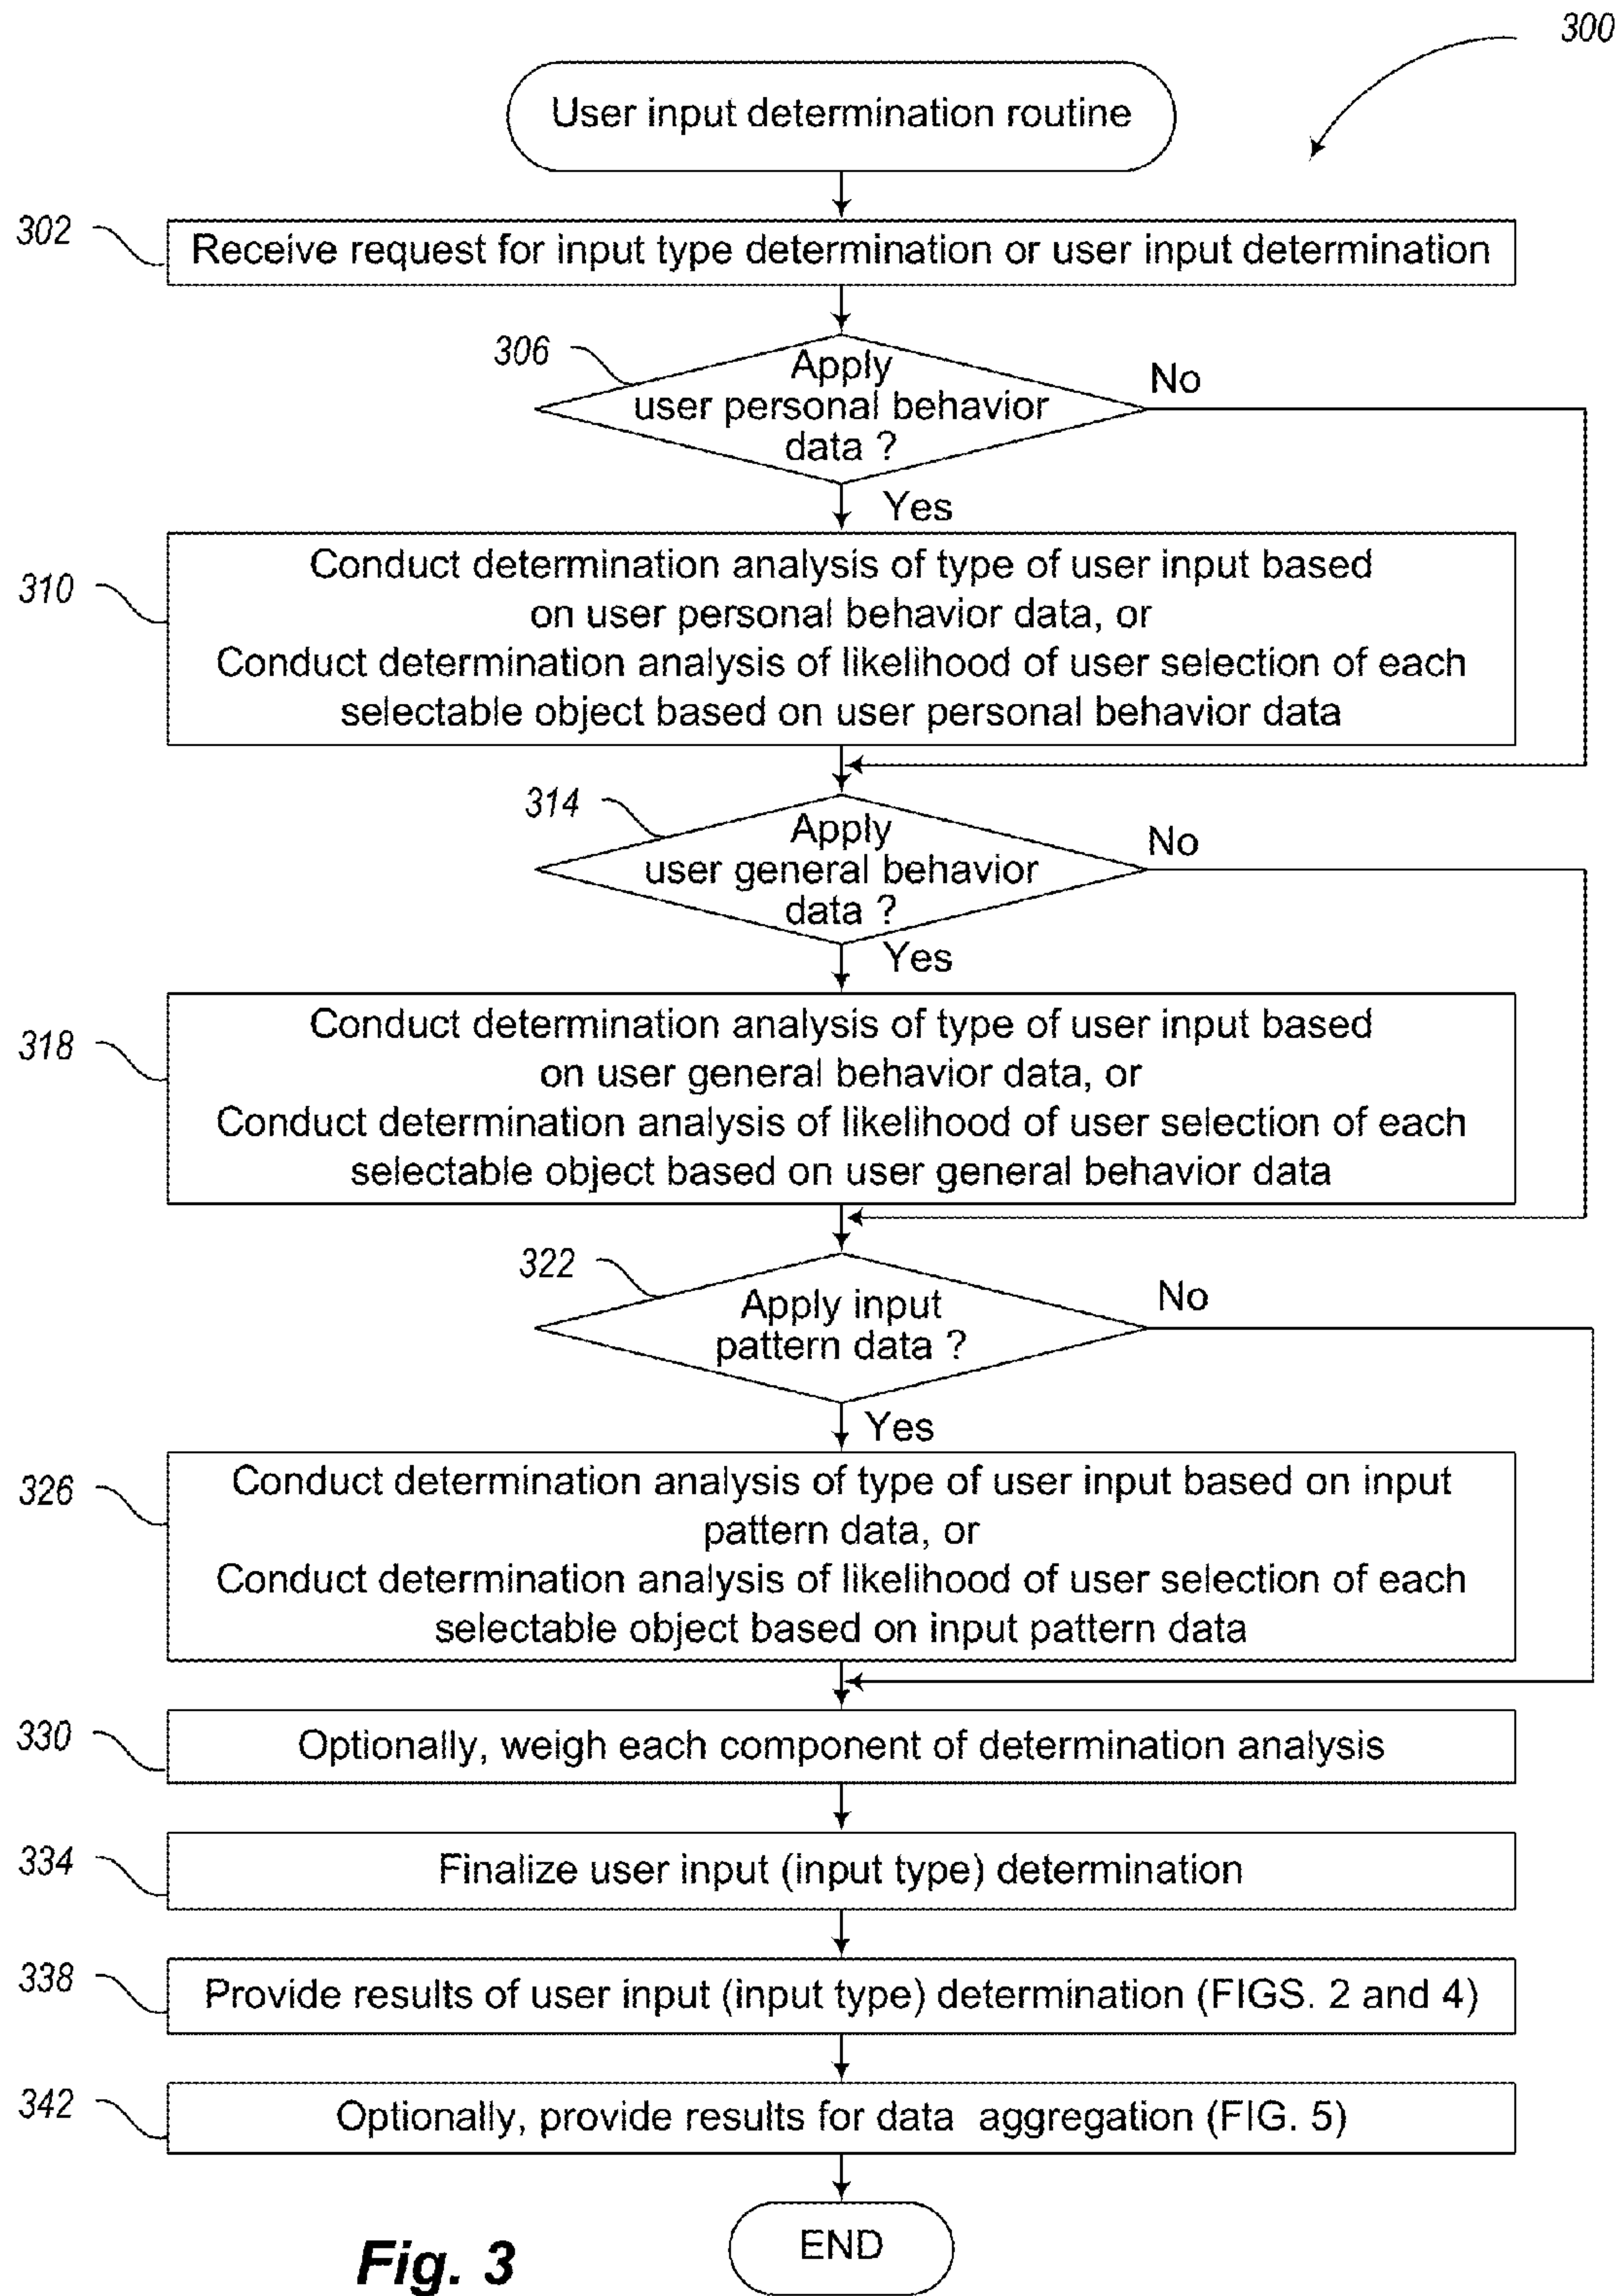 300
User input determination routine
302
Receive request for input type determination or user input determination
306
Apply
user personal behavior
data ?
No
Yes
310
Conduct determination analysis of type of user input based
on user personal behavior data, or
Conduct determination analysis of likelihood of user selection of each
selectable object based on user personal behavior data
314
Apply
user general behavior
data ?
No
Yes
318
Conduct determination analysis of type of user input based
on user general behavior data, or
Conduct determination analysis of likelihood of user selection of each
selectable object based on user general behavior data
322
Apply input
pattern data ?
No
Yes
326
Conduct determination analysis of type of user input based on input
pattern data, or
Conduct determination analysis of likelihood of user selection of each
selectable object based on input pattern data
330
Optionally, weigh each component of determination analysis
334
Finalize user input (input type) determination
338
Provide results of user input (input type) determination (FIGS. 2 and 4)
342
Optionally, provide results for data aggregation (FIG. 5)
END
Fig. 3